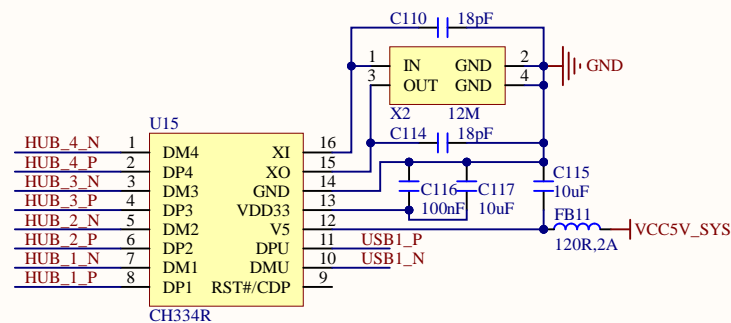 C110 18pF
1 IN GND 2
3 OUT GND 4
GND
X2 12M
U15
C114 18pF
HUB_4_N 1 DM4 XI 16
HUB_4_P 2 DP4 XO 15
HUB_3_N 3 DM3 GND 14
HUB_3_P 4 DP3 VDD33 13
HUB_2_N 5 DM2 V5 12
HUB_2_P 6 DP2 DPU 11 USB1_P
HUB_1_N 7 DM1 DMU 10 USB1_N
HUB_1_P 8 DP1 RST#/CDP 9
CH334R
C116
100nF
C117
10uF
C115
10uF
FB11
120R,2A
VCC5V_SYS